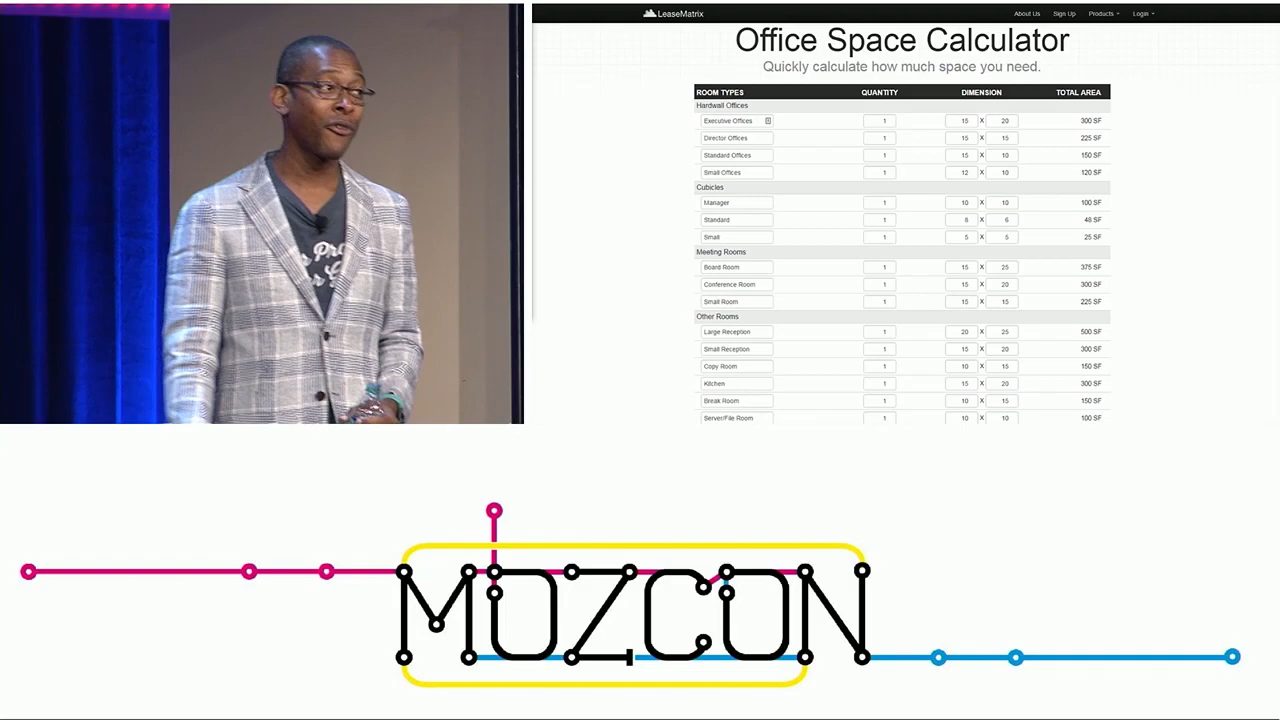 Pro
LeaseMatrix About Us Sign Up Products Login
Office Space Calculator
Quickly calculate how much space you need.
ROOM TYPES QUANTITY DIMENSION TOTAL AREA
Hardwall Offices
Executive Offices 1 15 X 20 300 SF
Director Offices 1 15 X 15 225 SF
Standard Offices 1 15 X 10 150 SF
Small Offices 1 12 X 10 120 SF
Cubicles
Manager 1 10 X 10 100 SF
Standard 1 8 X 6 48 SF
Small 1 5 X 5 25 SF
Meeting Rooms
Board Room 1 15 X 25 375 SF
Conference Room 1 15 X 20 300 SF
Small Room 1 15 X 15 225 SF
Other Rooms
Large Reception 1 20 X 25 500 SF
Small Reception 1 15 X 20 300 SF
Copy Room 1 10 X 15 150 SF
Kitchen 1 15 X 20 300 SF
Break Room 1 10 X 15 150 SF
Server/File Room 1 10 X 10 100 SF
MOZCON